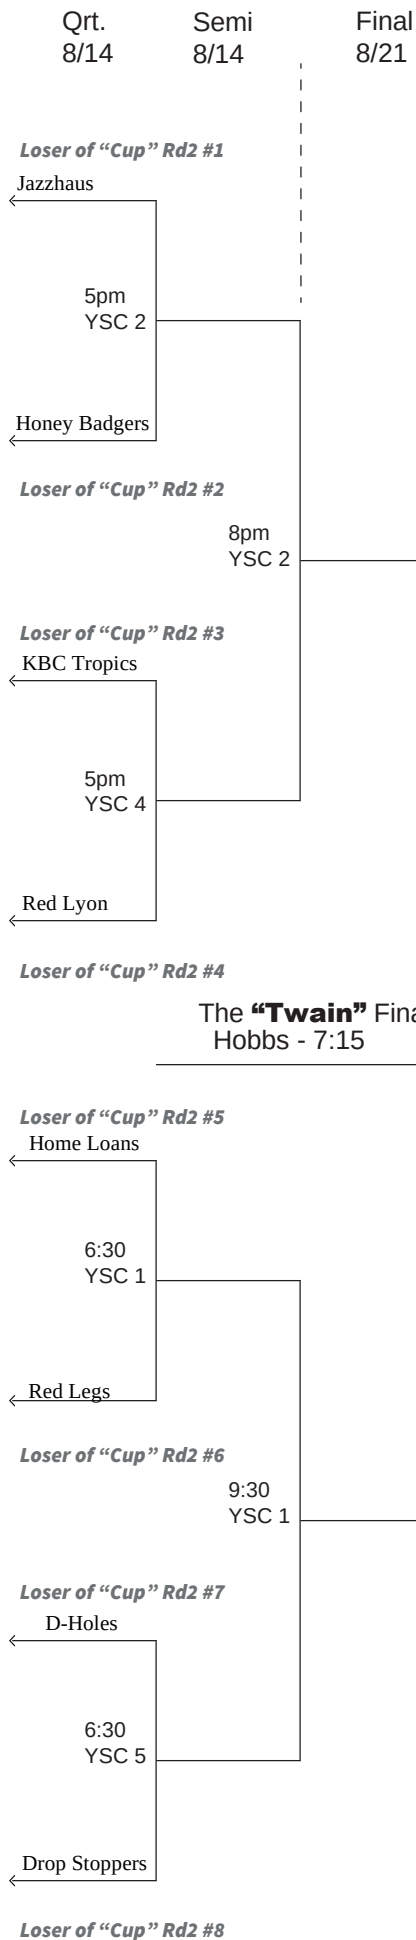 Qrt. Semi Final
8/14 8/14 8/21
Loser of “Cup” Rd2 #1
Jazzhaus
5pm
YSC 2
Honey Badgers
Loser of “Cup” Rd2 #2
8pm
YSC 2
Loser of “Cup” Rd2 #3
KBC Tropics
5pm
YSC 4
Red Lyon
Loser of “Cup” Rd2 #4
The “Twain” Fina
Hobbs - 7:15
Loser of “Cup” Rd2 #5
Home Loans
6:30
YSC 1
Red Legs
Loser of “Cup” Rd2 #6
9:30
YSC 1
Loser of “Cup” Rd2 #7
D-Holes
6:30
YSC 5
Drop Stoppers
Loser of “Cup” Rd2 #8